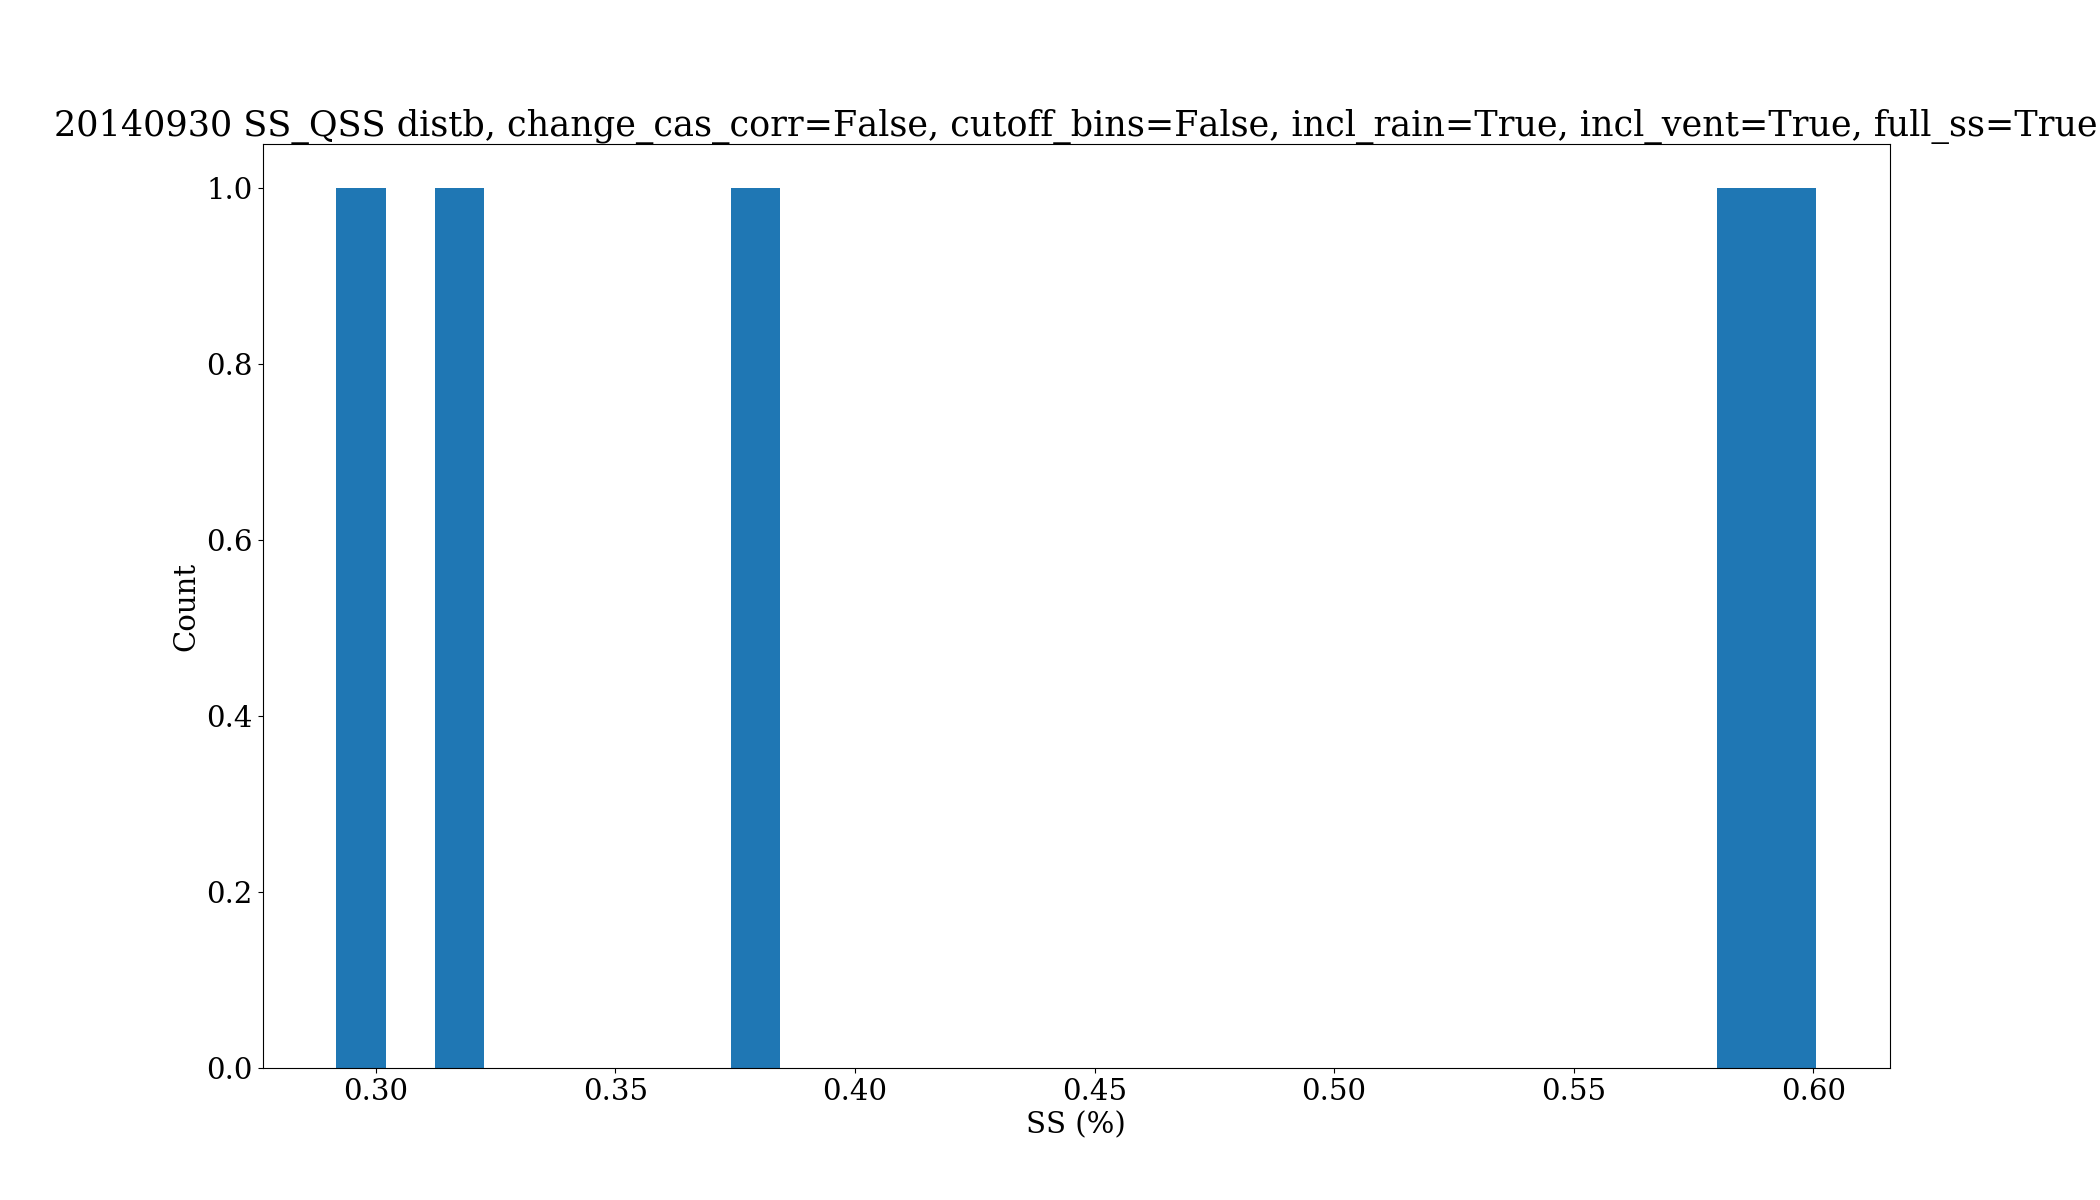 20140930 SS_QSS distb, change_cas_corr=False, cutoff_bins=False, incl_rain=True, incl_vent=True, full_ss=True
1.0
0.8
0.6
0.4
0.2
0.0
Count
0.30 0.35 0.40 0.45 0.50 0.55 0.60
SS (%)